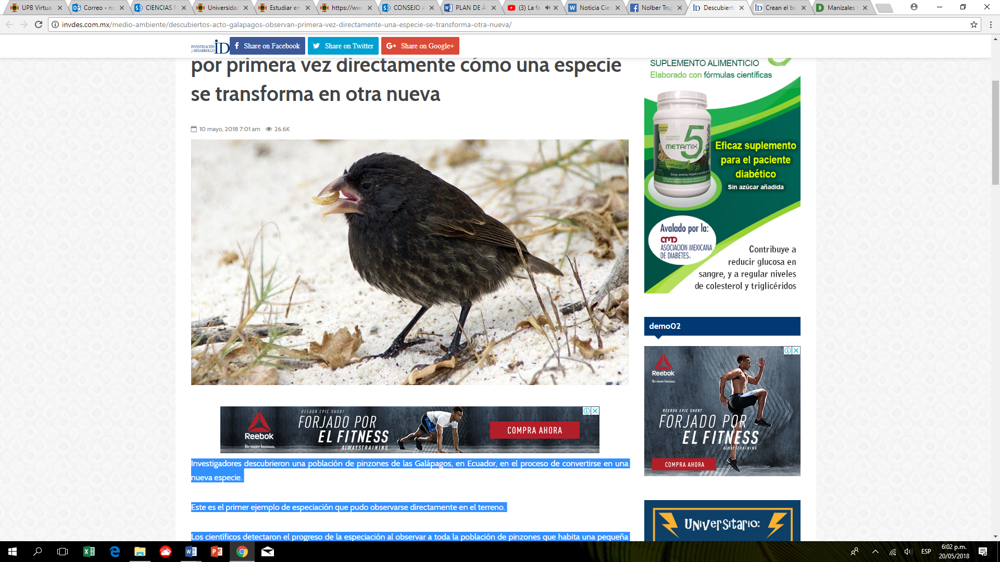 UPB Virtual
Correo - no
CIENCIAS N
Universidad
Estudiar en
https://www
CONSEJO A
PLAN DE Á
(3) La fa
Noticia Cie
Nolber Truj
Descubierto
Crean el bi
Manizales t
invdes.com.mx/medio-ambiente/descubiertos-acto-galapagos-observan-primera-vez-directamente-una-especie-se-transforma-otra-nueva/
INVESTIGACIÓN
y DESARROLLO
iD
Share on Facebook
Share on Twitter
Share on Google+
por primera vez directamente cómo una especie
se transforma en otra nueva
10 mayo, 2018 7:01 am
26.6K
SUPLEMENTO ALIMENTICIO
Elaborado con fórmulas científicas
5
METAMIX
Natural
Eficaz suplemento
para el paciente
diabético
Sin azúcar añadida
Avalado por la:
AMD
ASOCIACION MEXICANA
DE DIABETES
Contribuye a
reducir glucosa en
sangre, y a regular niveles
de colesterol y triglicéridos
demo02
Reebok
Be more human.
REEBOK EPIC SHORT
FORJADO POR
EL FITNESS
ALWAYSTRAINING
COMPRA AHORA
Reebok
Be more human.
REEBOK EPIC SHORT
FORJADO POR
EL FITNESS
ALWAYSTRAINING
COMPRA AHORA
Investigadores descubrieron una población de pinzones de las Galápagos, en Ecuador, en el proceso de convertirse en una
nueva especie.
Este es el primer ejemplo de especiación que pudo observarse directamente en el terreno.
Los científicos detectaron el progreso de la especiación al observar a toda la población de pinzones que habita una pequeña
UNIVERSITARIO:
ESP
6:02 p.m.
20/05/2018